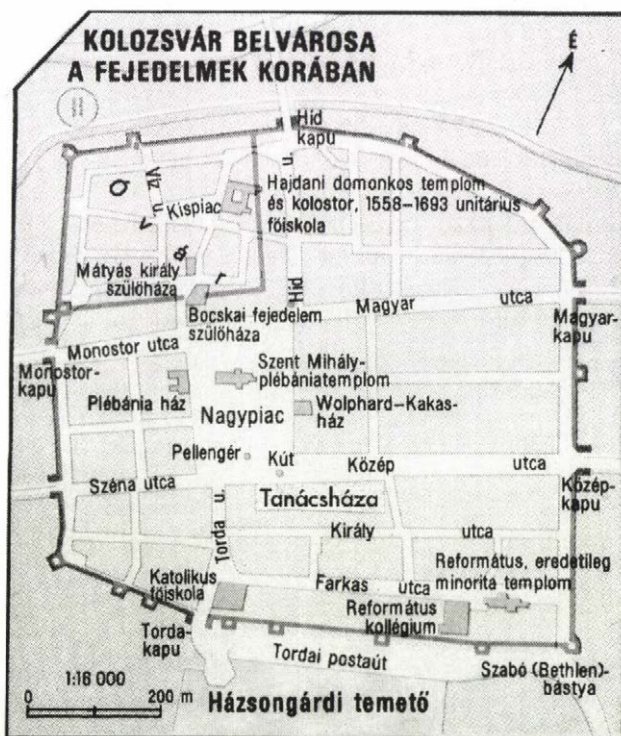 KOLOZSVÁR BELVÁROSA
A FEJEDELMEK KORÁBAN
É
Híd
kapu
Híd u.
Víz u.
Óvár
Kispiac
Hajdani domonkos templom
és kolostor, 1558–1693 unitárius
főiskola
Mátyás király
szülőháza
Bocskai fejedelem
szülőháza
Magyar utca
Magyar-
kapu
Monostor utca
Monostor-
kapu
Szent Mihály-
plébániatemplom
Plébánia ház
Nagypiac
Wolphard–Kakas-
ház
Pellengér
Kút
Közép utca
Közép-
kapu
Széna utca
Tanácsháza
Torda u.
Király utca
Református, eredetileg
minorita templom
Katolikus
főiskola
Farkas utca
Református
kollégium
Torda-
kapu
Tordai postaút
Szabó (Bethlen)-
bástya
1:16 000
0 200 m
Házsongárdi temető